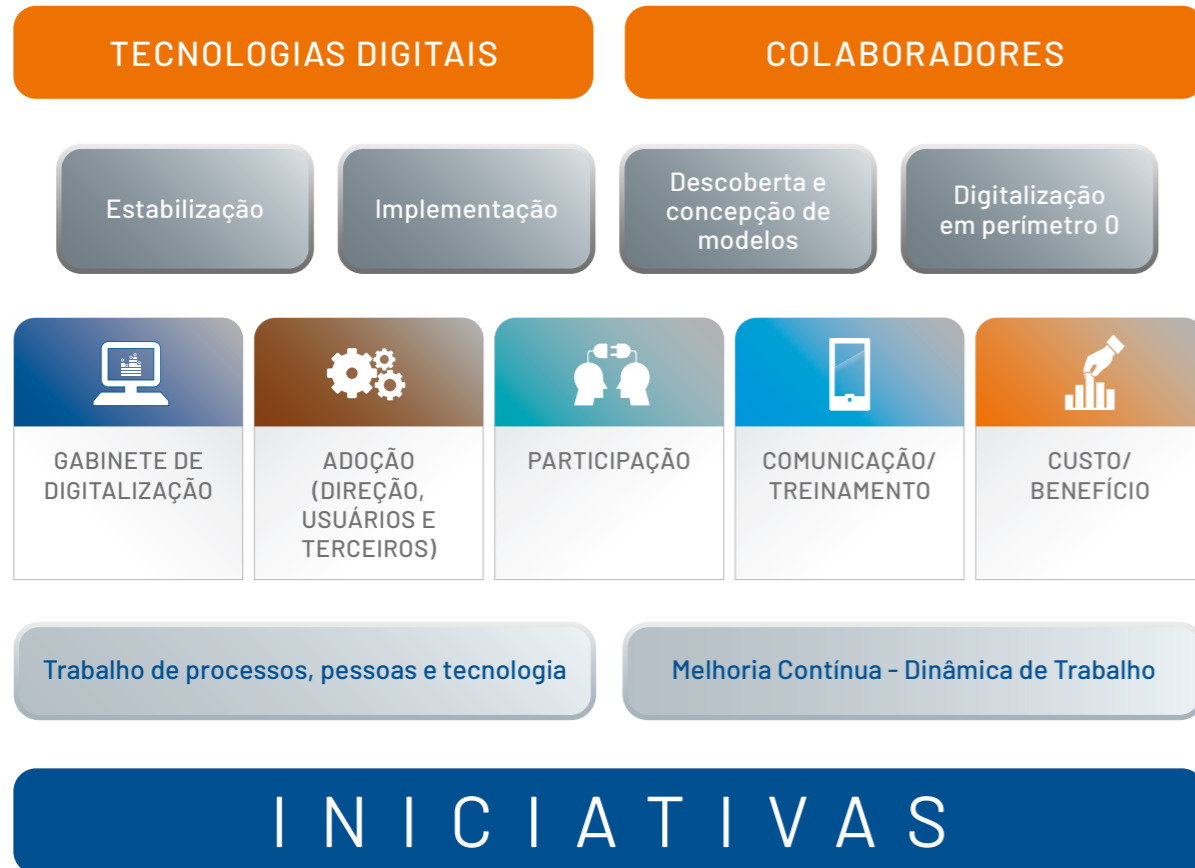 TECNOLOGIAS DIGITAIS
COLABORADORES
Estabilização
Implementação
Descoberta e
concepção de
modelos
Digitalização
em perímetro 0
GABINETE DE
DIGITALIZAÇÃO
ADOÇÃO
(DIREÇÃO,
USUÁRIOS E
TERCEIROS)
PARTICIPAÇÃO
COMUNICAÇÃO/
TREINAMENTO
CUSTO/
BENEFÍCIO
Trabalho de processos, pessoas e tecnologia
Melhoria Contínua - Dinâmica de Trabalho
INICIATIVAS